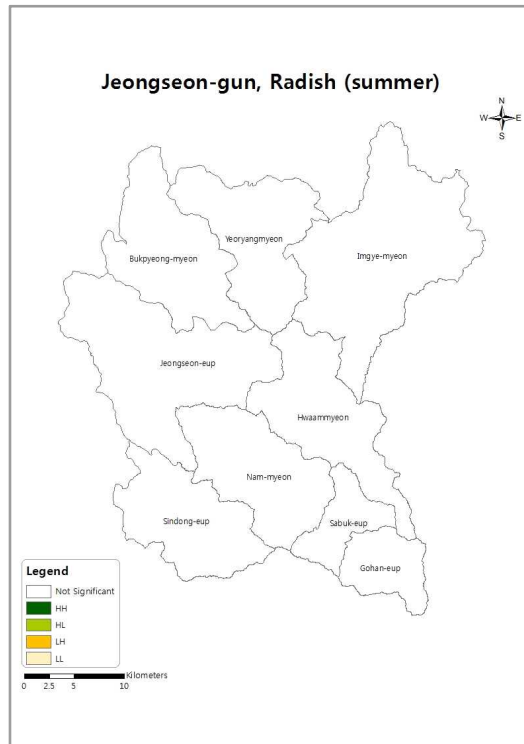 Jeongseon-gun, Radish (summer)
N
W E
S
Yeoryangmyeon
Imgye-myeon
Bukpyeong-myeon
Jeongseon-eup
Hwaammyeon
Nam-myeon
Sindong-eup
Sabuk-eup
Gohan-eup
Legend
Not Significant
HH
HL
LH
LL
Kilometers
0 2.5 5 10